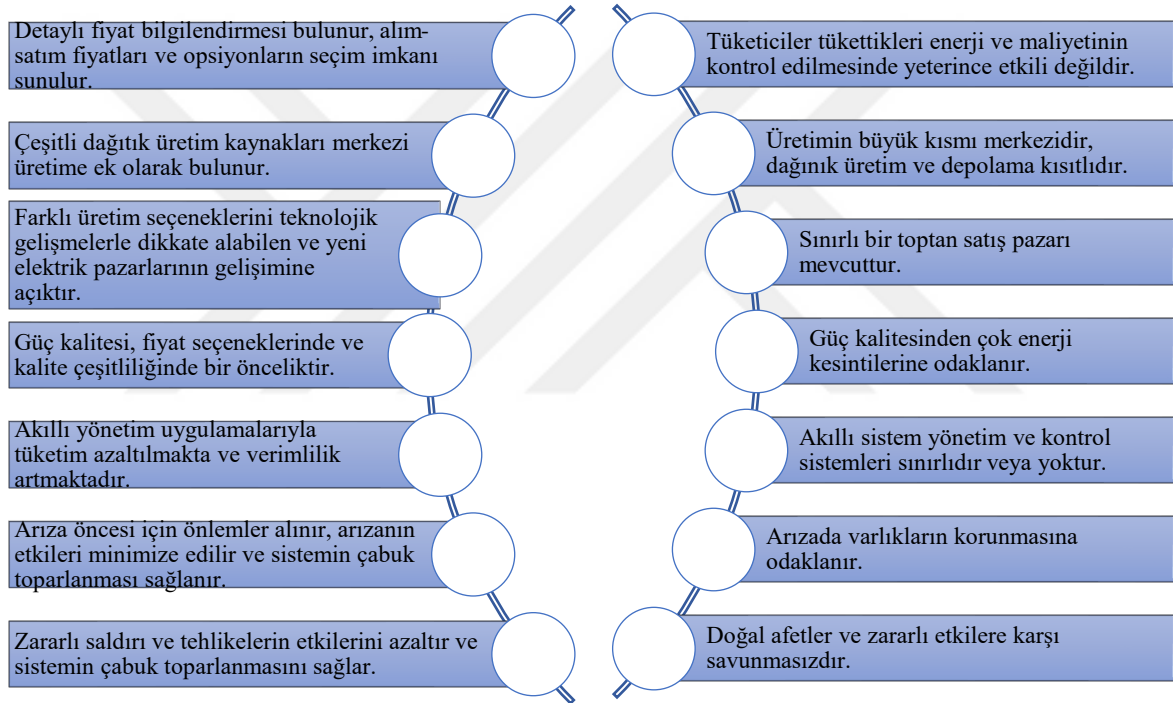 Detaylı fiyat bilgilendirmesi bulunur, alım-
satım fiyatları ve opsiyonların seçim imkanı
sunulur.
Çeşitli dağıtık üretim kaynakları merkezi
üretime ek olarak bulunur.
Farklı üretim seçeneklerini teknolojik
gelişmelerle dikkate alabilen ve yeni
elektrik pazarlarının gelişimine
açıktır.
Güç kalitesi, fiyat seçeneklerinde ve
kalite çeşitliliğinde bir önceliktir.
Akıllı yönetim uygulamalarıyla
tüketim azaltılmakta ve verimlilik
artmaktadır.
Arıza öncesi için önlemler alınır, arızanın
etkileri minimize edilir ve sistemin çabuk
toparlanması sağlanır.
Zararlı saldırı ve tehlikelerin etkilerini azaltır ve
sistemin çabuk toparlanmasını sağlar.
Tüketiciler tükettikleri enerji ve maliyetinin
kontrol edilmesinde yeterince etkili değildir.
Üretimin büyük kısmı merkezidir,
dağınık üretim ve depolama kısıtlıdır.
Sınırlı bir toptan satış pazarı
mevcuttur.
Güç kalitesinden çok enerji
kesintilerine odaklanır.
Akıllı sistem yönetim ve kontrol
sistemleri sınırlıdır veya yoktur.
Arızada varlıkların korunmasına
odaklanır.
Doğal afetler ve zararlı etkilere karşı
savunmasızdır.